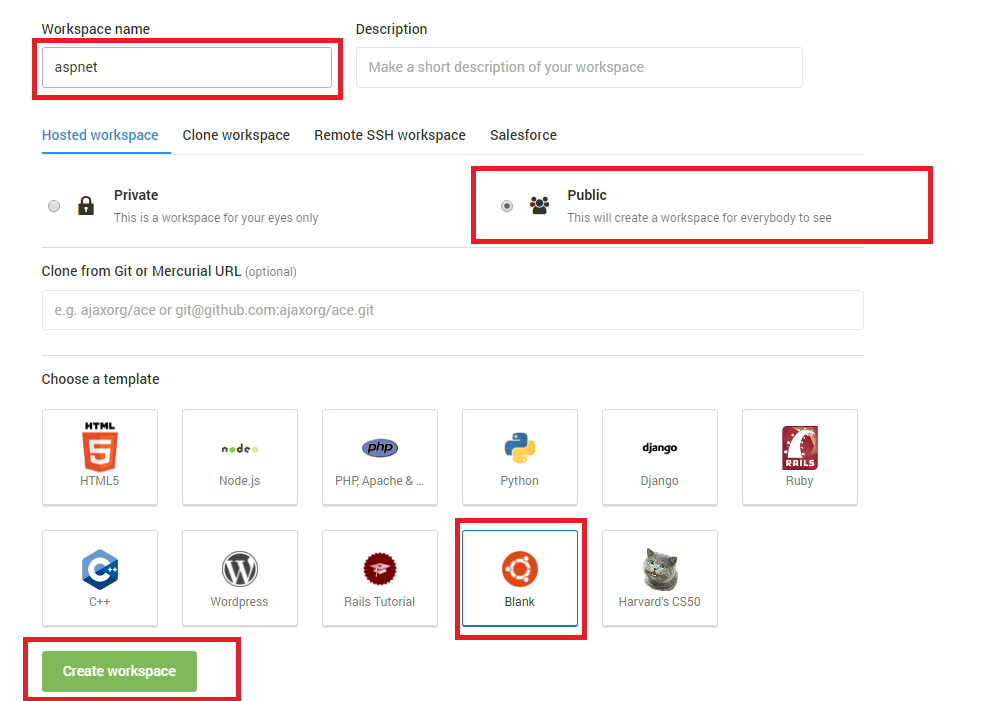 Workspace name
Description
aspnet
Make a short description of your workspace
Hosted workspace
Clone workspace
Remote SSH workspace
Salesforce
Private
This is a workspace for your eyes only
Public
This will create a workspace for everybody to see
Clone from Git or Mercurial URL (optional)
e.g. ajaxorg/ace or git@github.com:ajaxorg/ace.git
Choose a template
HTML
5
HTML5
node
Node.js
php
PHP, Apache & ...
Python
django
Django
RAILS
Ruby
C++
C++
W
Wordpress
Rails Tutorial
Blank
Harvard's CS50
Create workspace